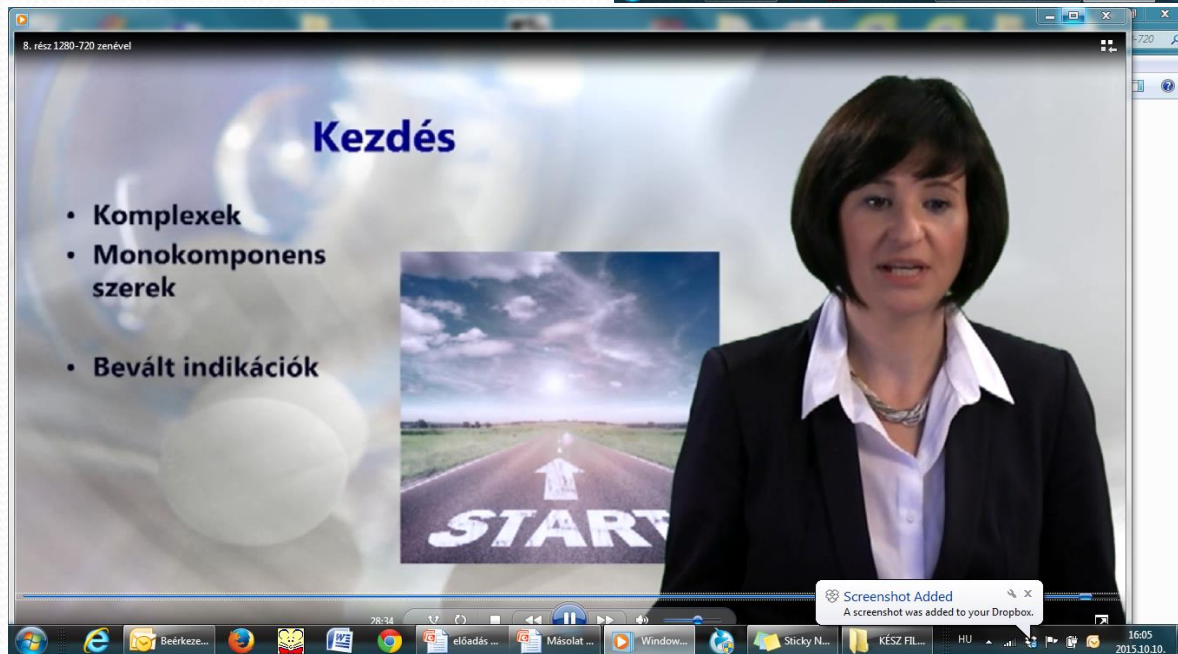 8. rész 1280-720 zenével
-720
Kezdés
• Komplexek
• Monokomponens
szerek
• Bevált indikációk
START
Screenshot Added
A screenshot was added to your Dropbox.
28:34
Beérkeze...
előadás ...
Másolat ...
Window...
Sticky N...
KÉSZ FIL...
HU
16:05
2015.10.10.